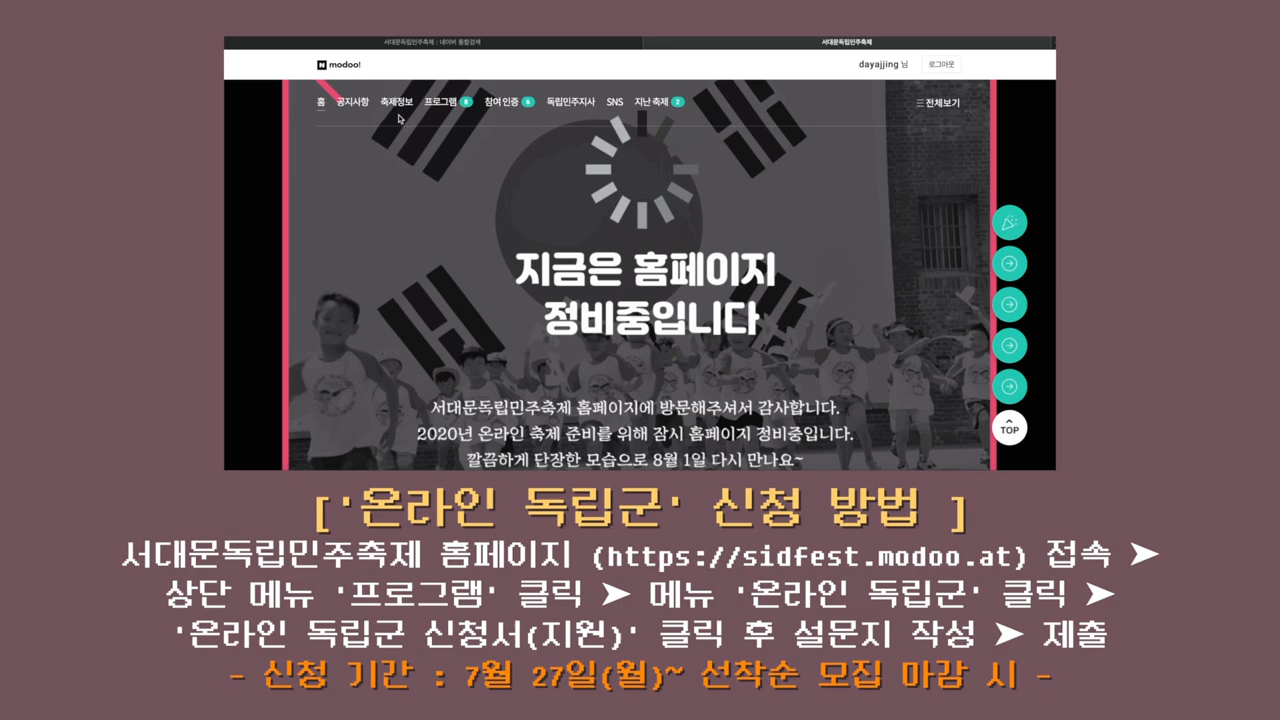 서대문독립민주축제 : 네이버 통합검색
서대문독립민주축제
modoo!
dayajjing 님
로그아웃
홈 공지사항 축제정보 프로그램 8 참여 인증 6 독립민주지사 SNS 지난 축제 2
전체보기
지금은 홈페이지
정비중입니다
서대문독립민주축제 홈페이지에 방문해주셔서 감사합니다.
2020년 온라인 축제 준비를 위해 잠시 홈페이지 정비중입니다.
깔끔하게 단장한 모습으로 8월 1일 다시 만나요~
TOP
['온라인 독립군' 신청 방법 ]
서대문독립민주축제 홈페이지 (https://sidfest.modoo.at) 접속 ➤
상단 메뉴 '프로그램' 클릭 ➤ 메뉴 '온라인 독립군' 클릭 ➤
'온라인 독립군 신청서(지원)' 클릭 후 설문지 작성 ➤ 제출
- 신청 기간 : 7월 27일(월)~ 선착순 모집 마감 시 -